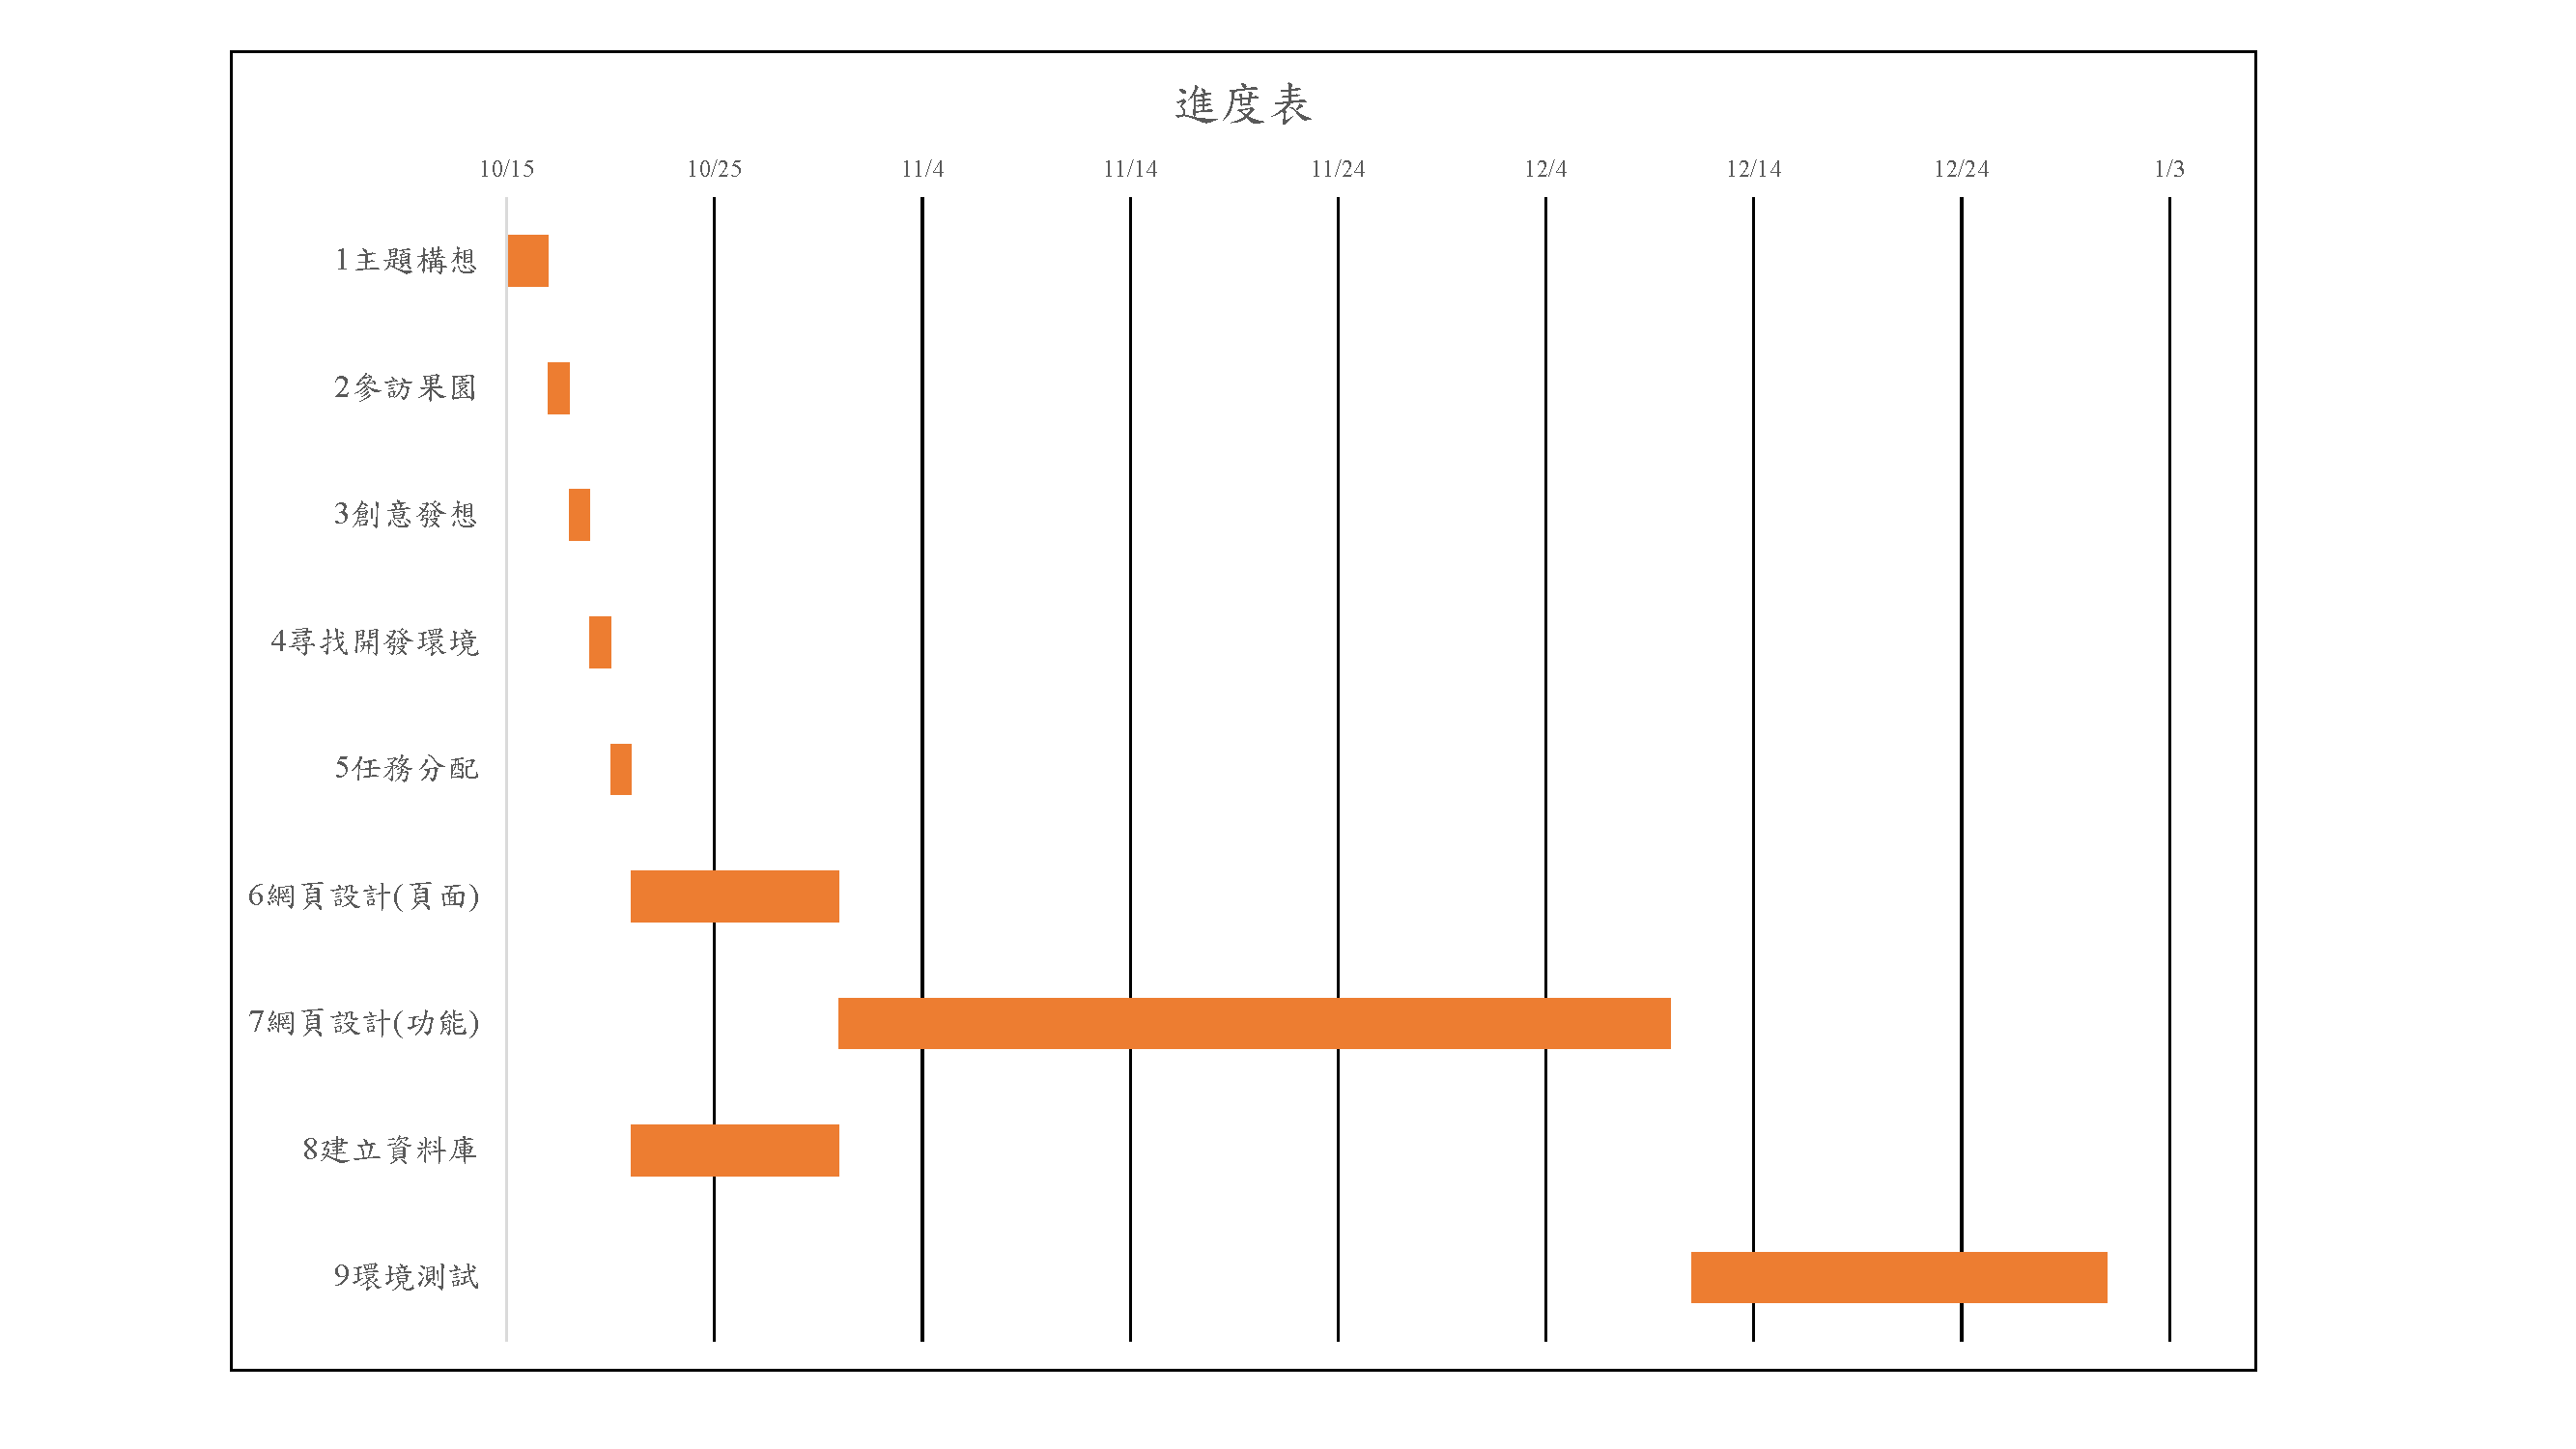 進度表
10/15 10/25 11/4 11/14 11/24 12/4 12/14 12/24 1/3
1主題構想
2參訪果園
3創意發想
4尋找開發環境
5任務分配
6網頁設計(頁面)
7網頁設計(功能)
8建立資料庫
9環境測試